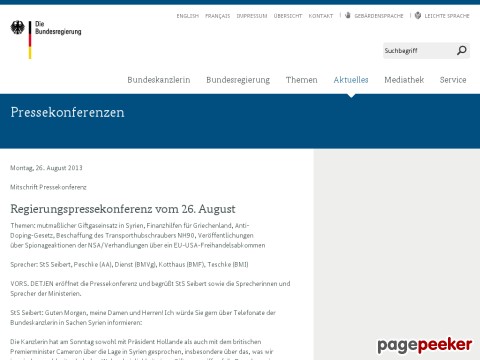 ENGLISH FRANÇAIS IMPRESSUM ÜBERSICHT KONTAKT GEBÄRDENSPRACHE LEICHTE SPRACHE
Die
Bundesregierung
Suchbegriff
Bundeskanzlerin Bundesregierung Themen Aktuelles Mediathek Service
Pressekonferenzen
Montag, 26. August 2013
Mitschrift Pressekonferenz
Regierungspressekonferenz vom 26. August
Themen: mutmaßlicher Giftgaseinsatz in Syrien, Finanzhilfen für Griechenland, Anti-
Doping-Gesetz, Beschaffung des Transporthubschraubers NH90, Veröffentlichungen
über Spionageaktionen der NSA/Verhandlungen über ein EU-USA-Freihandelsabkommen
Sprecher: StS Seibert, Peschke (AA), Dienst (BMVg), Kotthaus (BMF), Teschke (BMI)
VORS. DETJEN eröffnet die Pressekonferenz und begrüßt StS Seibert sowie die Sprecherinnen und
Sprecher der Ministerien.
StS Seibert: Guten Morgen, meine Damen und Herren! Ich würde Sie gern über Telefonate der
Bundeskanzlerin in Sachen Syrien informieren:
Die Kanzlerin hat am Sonntag sowohl mit Präsident Hollande als auch mit dem britischen
Premierminister Cameron über die Lage in Syrien gesprochen, insbesondere über das, was wir
pagepeeker